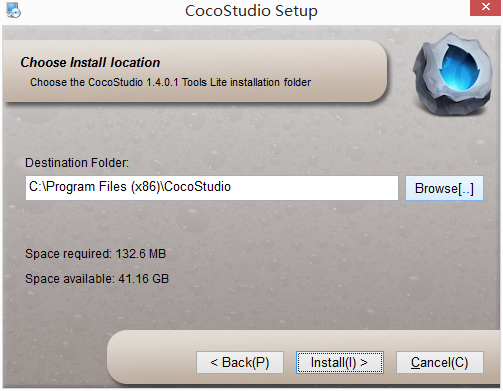 CocoStudio Setup
Choose Install location
Choose the CocoStudio 1.4.0.1 Tools Lite installation folder
Destination Folder:
C:\Program Files (x86)\CocoStudio
Browse[..]
Space required: 132.6 MB
Space available: 41.16 GB
< Back(P)
Install(I) >
Cancel(C)